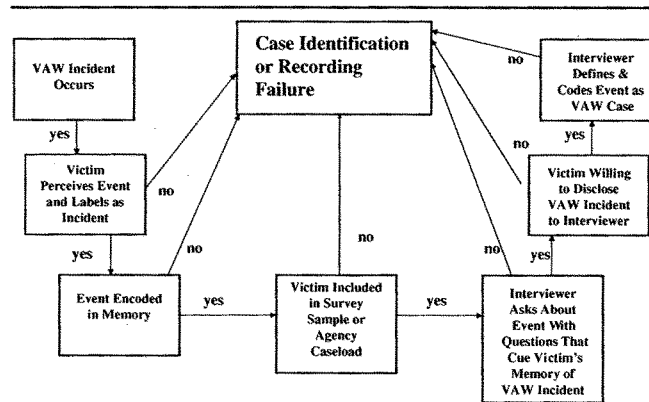 Case Identification
or Recording
Failure
VAW Incident
Occurs
yes
Victim
Perceives Event
and Labels as
Incident
no
yes
Event Encoded
in Memory
no
yes
Victim Included
in Survey
Sample or
Agency
Caseload
no
yes
Interviewer
Asks About
Event With
Questions That
Cue Victim's
Memory of
VAW Incident
no
yes
Victim Willing
to Disclose
VAW Incident
to Interviewer
no
yes
Interviewer
Defines &
Codes Event as
VAW Case
no